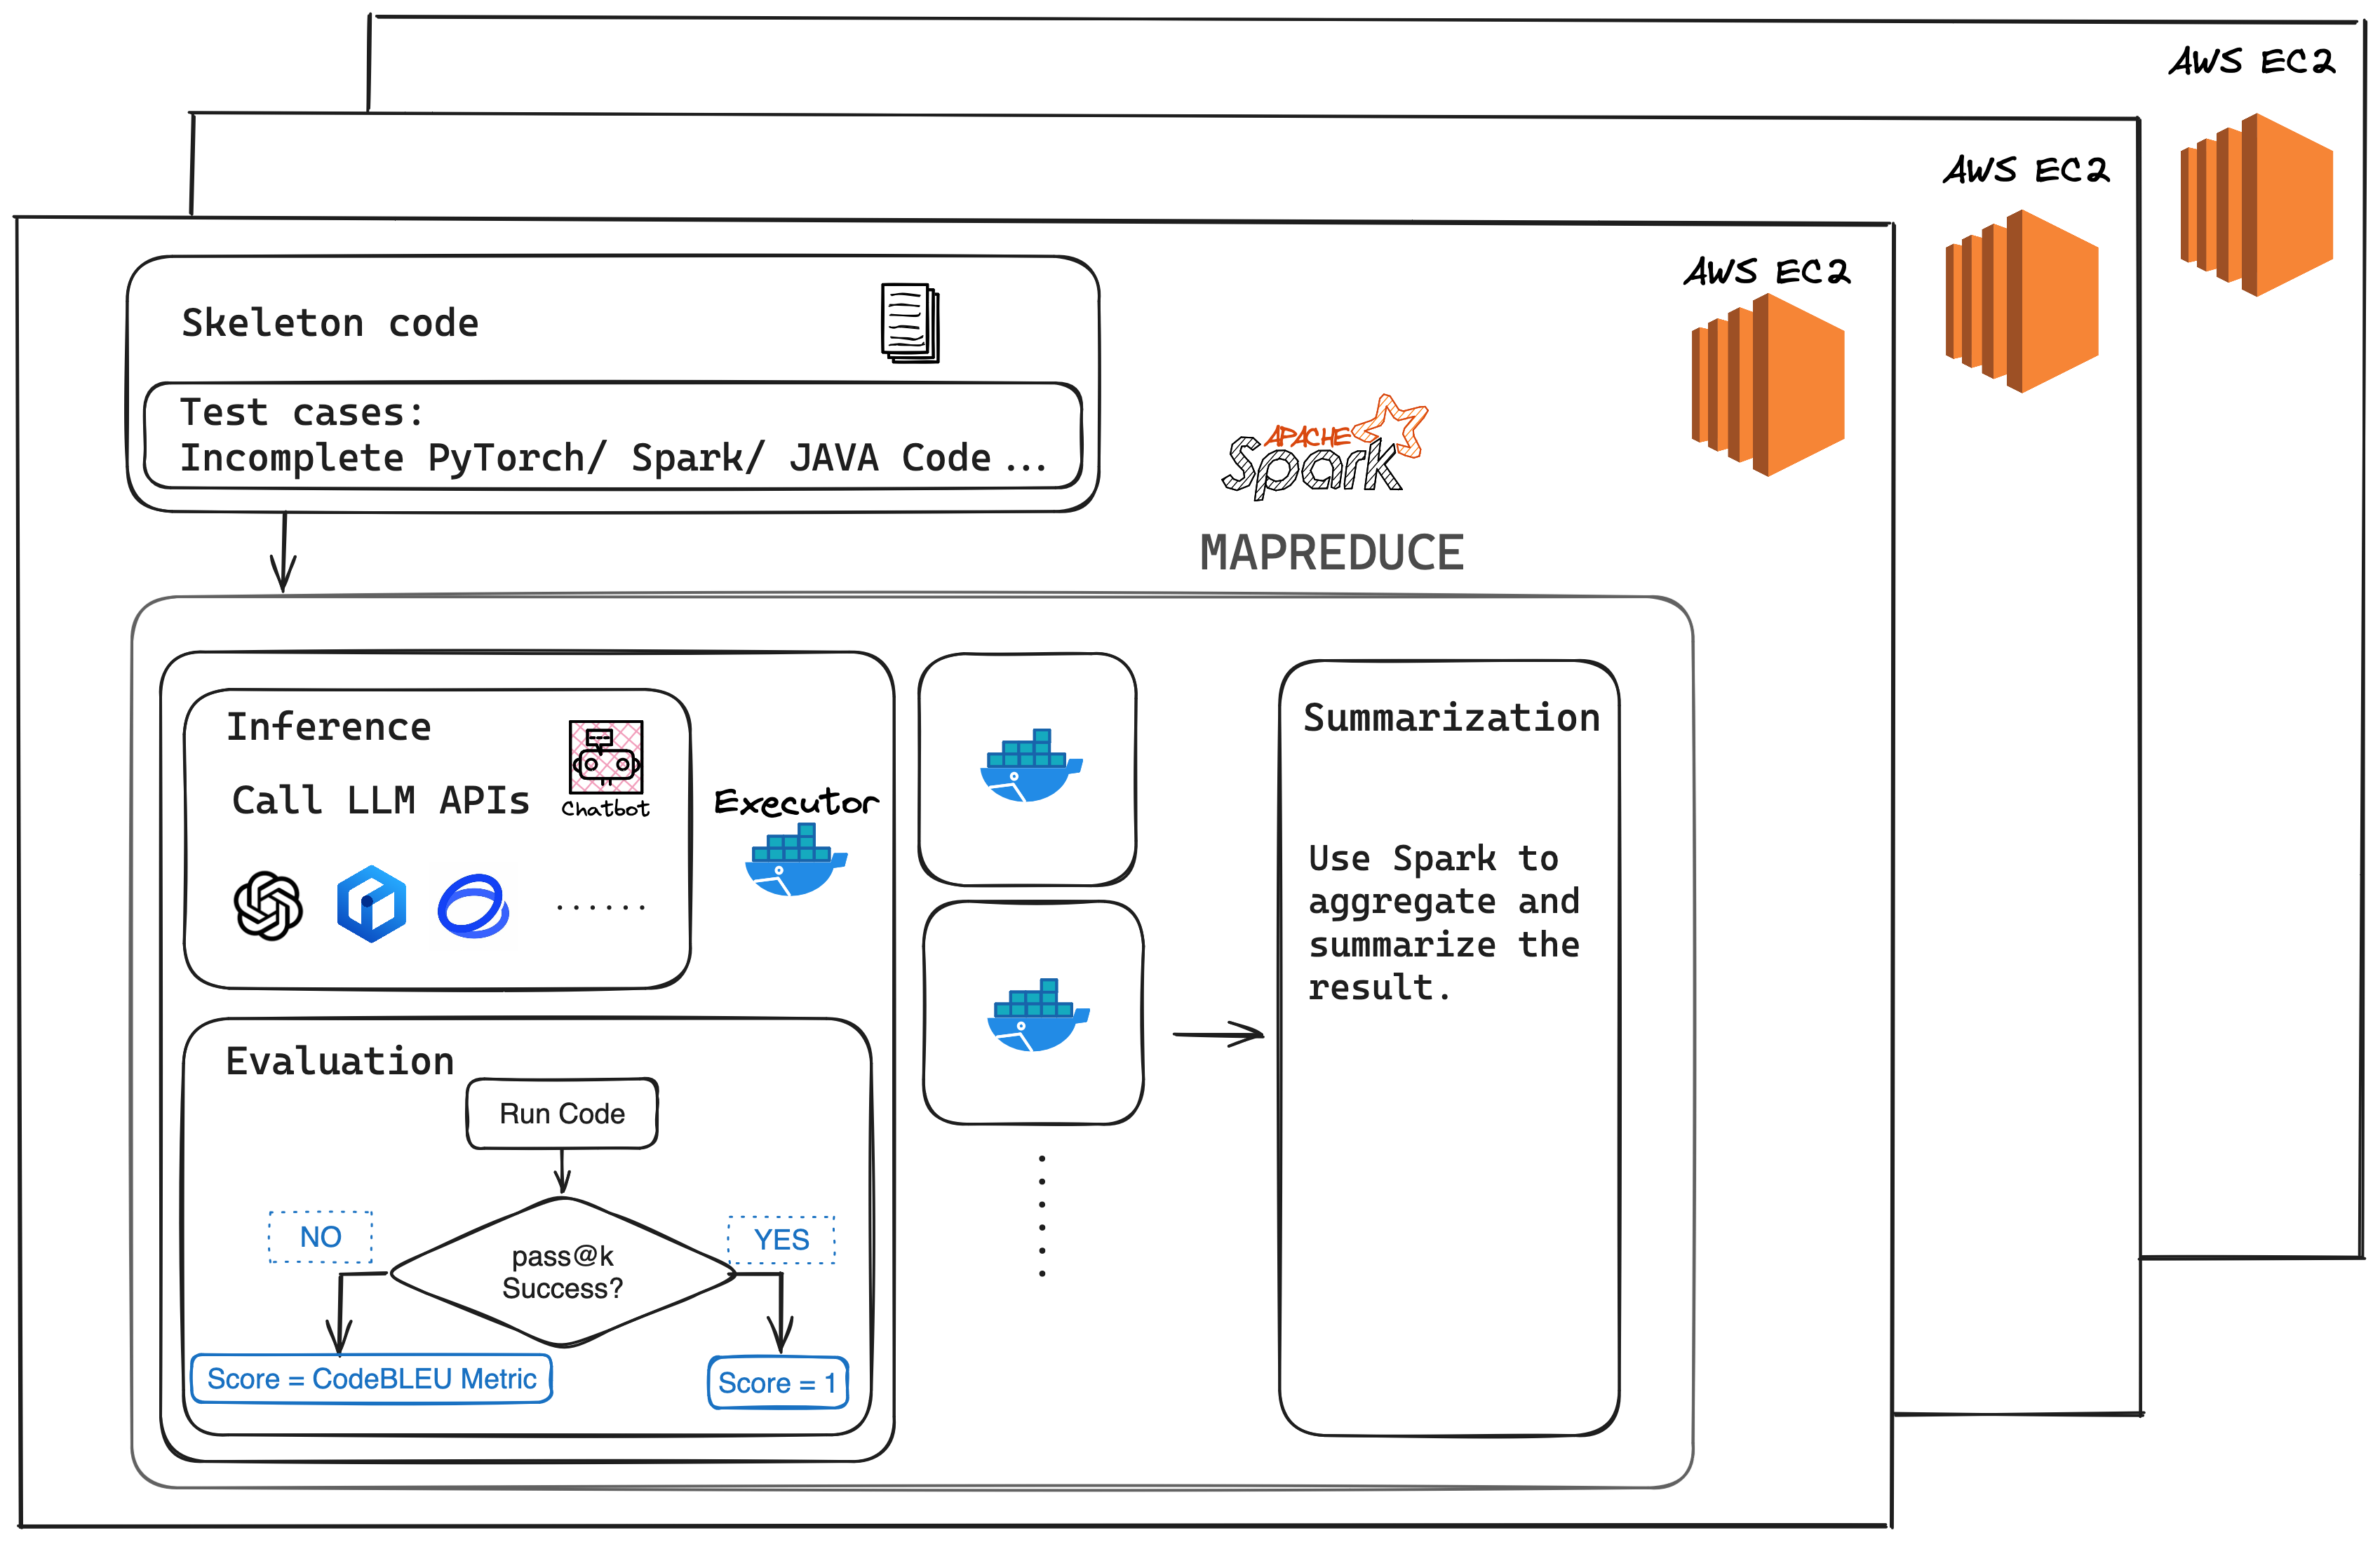 AWS EC2
AWS EC2
AWS EC2
Skeleton code
Test cases:
Incomplete PyTorch/ Spark/ JAVA Code ...
APACHE
Spark
MAPREDUCE
Inference
Call LLM APIs
Chatbot
......
Executor
Evaluation
Run Code
pass@k
Success?
NO
YES
Score = CodeBLEU Metric
Score = 1
Summarization
Use Spark to
aggregate and
summarize the
result.